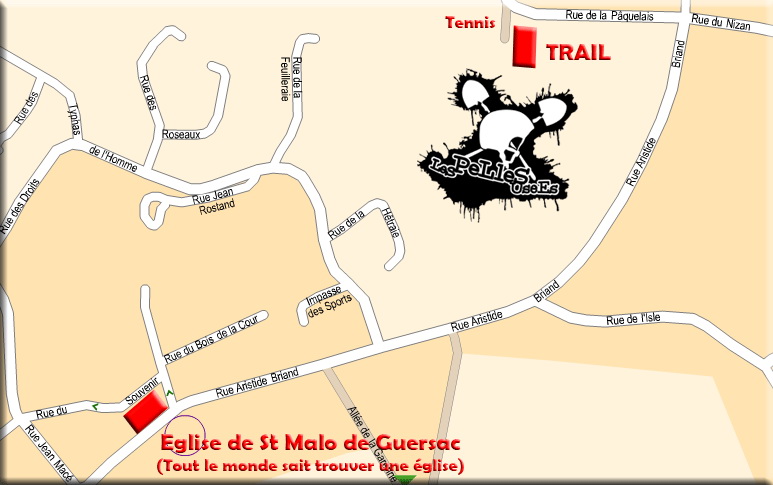 Tennis
Rue de la Pâquelais
Rue du Nizan
TRAIL
Briand
Rue Aristide
Rue des
Typhas
Rue des
Roseaux
Rue de la
Feuilleraie
de l'Homme
Rue des Droits
Rue Jean
Rostand
Rue de la
Hêtraie
Les Pelles
Usées
Impasse
des Sports
Briand
Rue Aristide
Rue de l'Isle
Rue du Bois de la Cour
Rue Aristide Briand
Souvenir
Rue du
Rue Jean Macé
Allée de la Garenne
Eglise de St Malo de Guersac
(Tout le monde sait trouver une église)